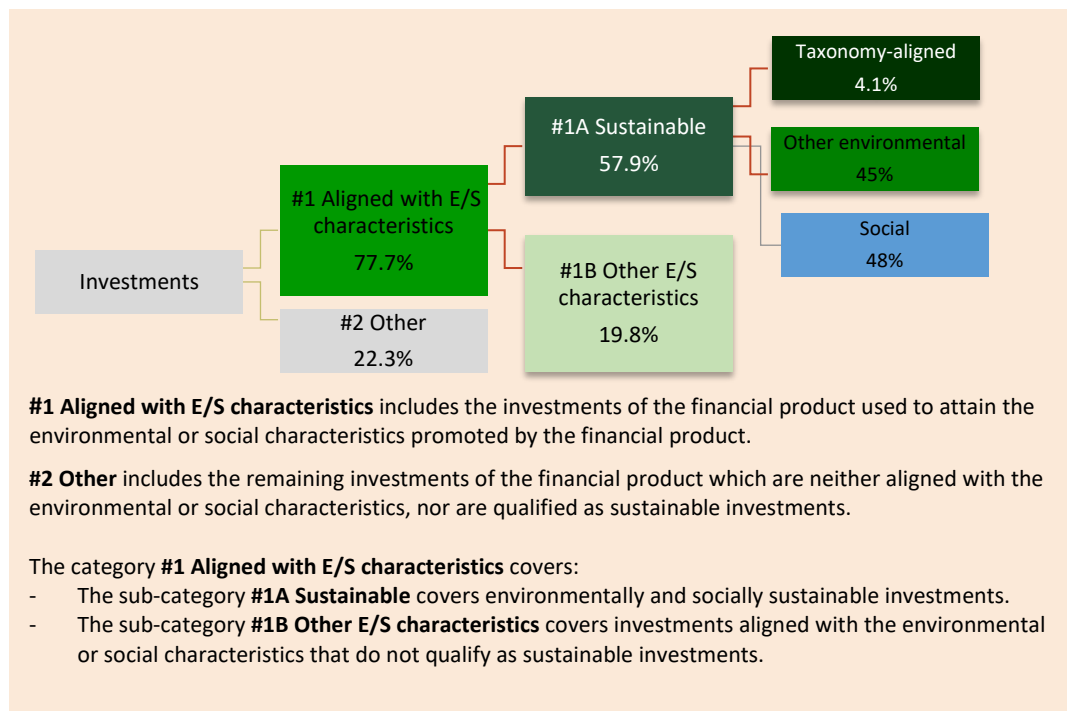 Taxonomy-aligned
4.1%
#1A Sustainable
57.9%
Other environmental
45%
#1 Aligned with E/S
characteristics
77.7%
Social
48%
Investments
#1B Other E/S
characteristics
19.8%
#2 Other
22.3%
#1 Aligned with E/S characteristics includes the investments of the financial product used to attain the
environmental or social characteristics promoted by the financial product.
#2 Other includes the remaining investments of the financial product which are neither aligned with the
environmental or social characteristics, nor are qualified as sustainable investments.
The category #1 Aligned with E/S characteristics covers:
- The sub-category #1A Sustainable covers environmentally and socially sustainable investments.
- The sub-category #1B Other E/S characteristics covers investments aligned with the environmental
or social characteristics that do not qualify as sustainable investments.